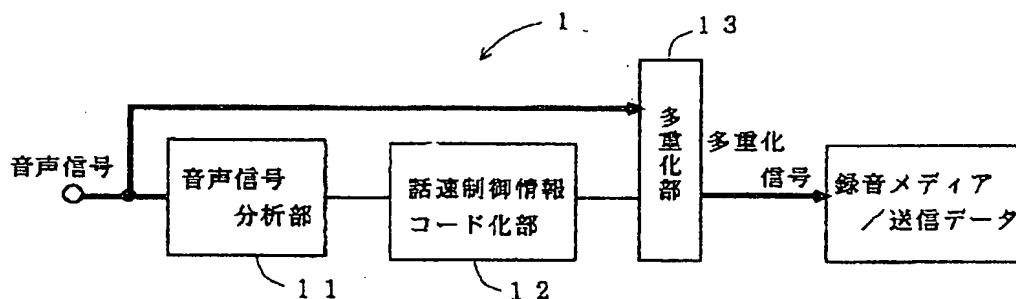 1
13
音声信号
音声信号
分析部
話速制御情報
コード化部
多重化部
多重化
信号
録音メディア
／送信データ
11
12